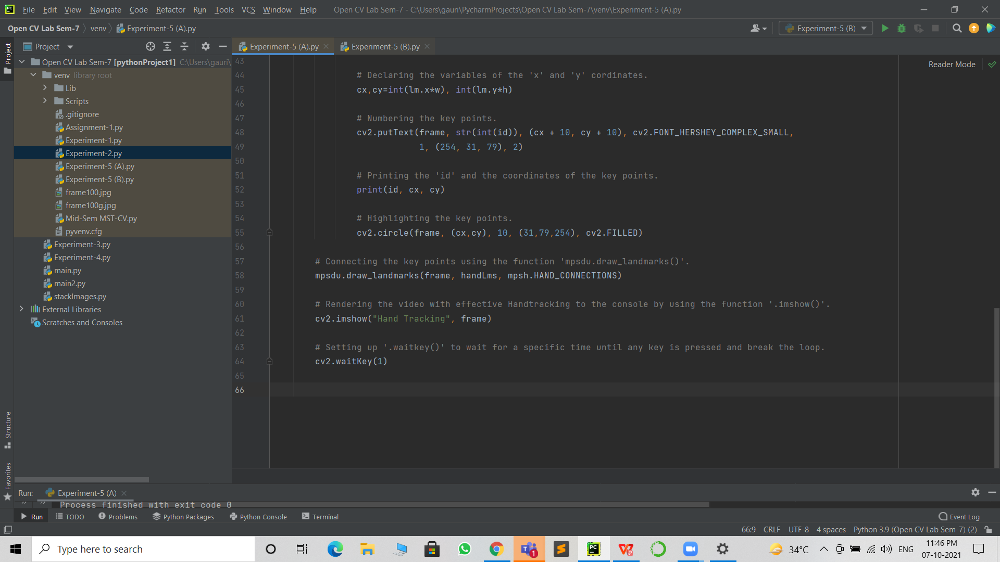 File Edit View Navigate Code Refactor Run Tools VCS Window Help Open CV Lab Sem-7 - C:\Users\gauri\PycharmProjects\Open CV Lab Sem-7\venv\Experiment-5 (A).py
Open CV Lab Sem-7 venv Experiment-5 (A).py
Experiment-5 (B)
Project
Project
Experiment-5 (A).py
Experiment-5 (B).py
Open CV Lab Sem-7 [pythonProject1] C:\Users\gauri\
venv library root
Lib
Scripts
.gitignore
Assignment-1.py
Experiment-1.py
Experiment-2.py
Experiment-5 (A).py
Experiment-5 (B).py
frame100.jpg
frame100g.jpg
Mid-Sem MST-CV.py
pyvenv.cfg
Experiment-3.py
Experiment-4.py
main.py
main2.py
stackImages.py
External Libraries
Scratches and Consoles
Structure
Favorites
Reader Mode
43
44 # Declaring the variables of the 'x' and 'y' cordinates.
45 cx,cy=int(lm.x*w), int(lm.y*h)
46
47 # Numbering the key points.
48 cv2.putText(frame, str(int(id)), (cx + 10, cy + 10), cv2.FONT_HERSHEY_COMPLEX_SMALL,
49 1, (254, 31, 79), 2)
50
51 # Printing the 'id' and the coordinates of the key points.
52 print(id, cx, cy)
53
54 # Highlighting the key points.
55 cv2.circle(frame, (cx,cy), 10, (31,79,254), cv2.FILLED)
56
57 # Connecting the key points using the function 'mpsdu.draw_landmarks()'.
58 mpsdu.draw_landmarks(frame, handLms, mpsh.HAND_CONNECTIONS)
59
60 # Rendering the video with effective Handtracking to the console by using the function '.imshow()'.
61 cv2.imshow("Hand Tracking", frame)
62
63 # Setting up '.waitkey()' to wait for a specific time until any key is pressed and break the loop.
64 cv2.waitKey(1)
65
66
Run: Experiment-5 (A)
Process finished with exit code 0
Run TODO Problems Python Packages Python Console Terminal Event Log
66:9 CRLF UTF-8 4 spaces Python 3.9 (Open CV Lab Sem-7) (2)
Type here to search
PC
1
34°C ENG
11:46 PM
07-10-2021